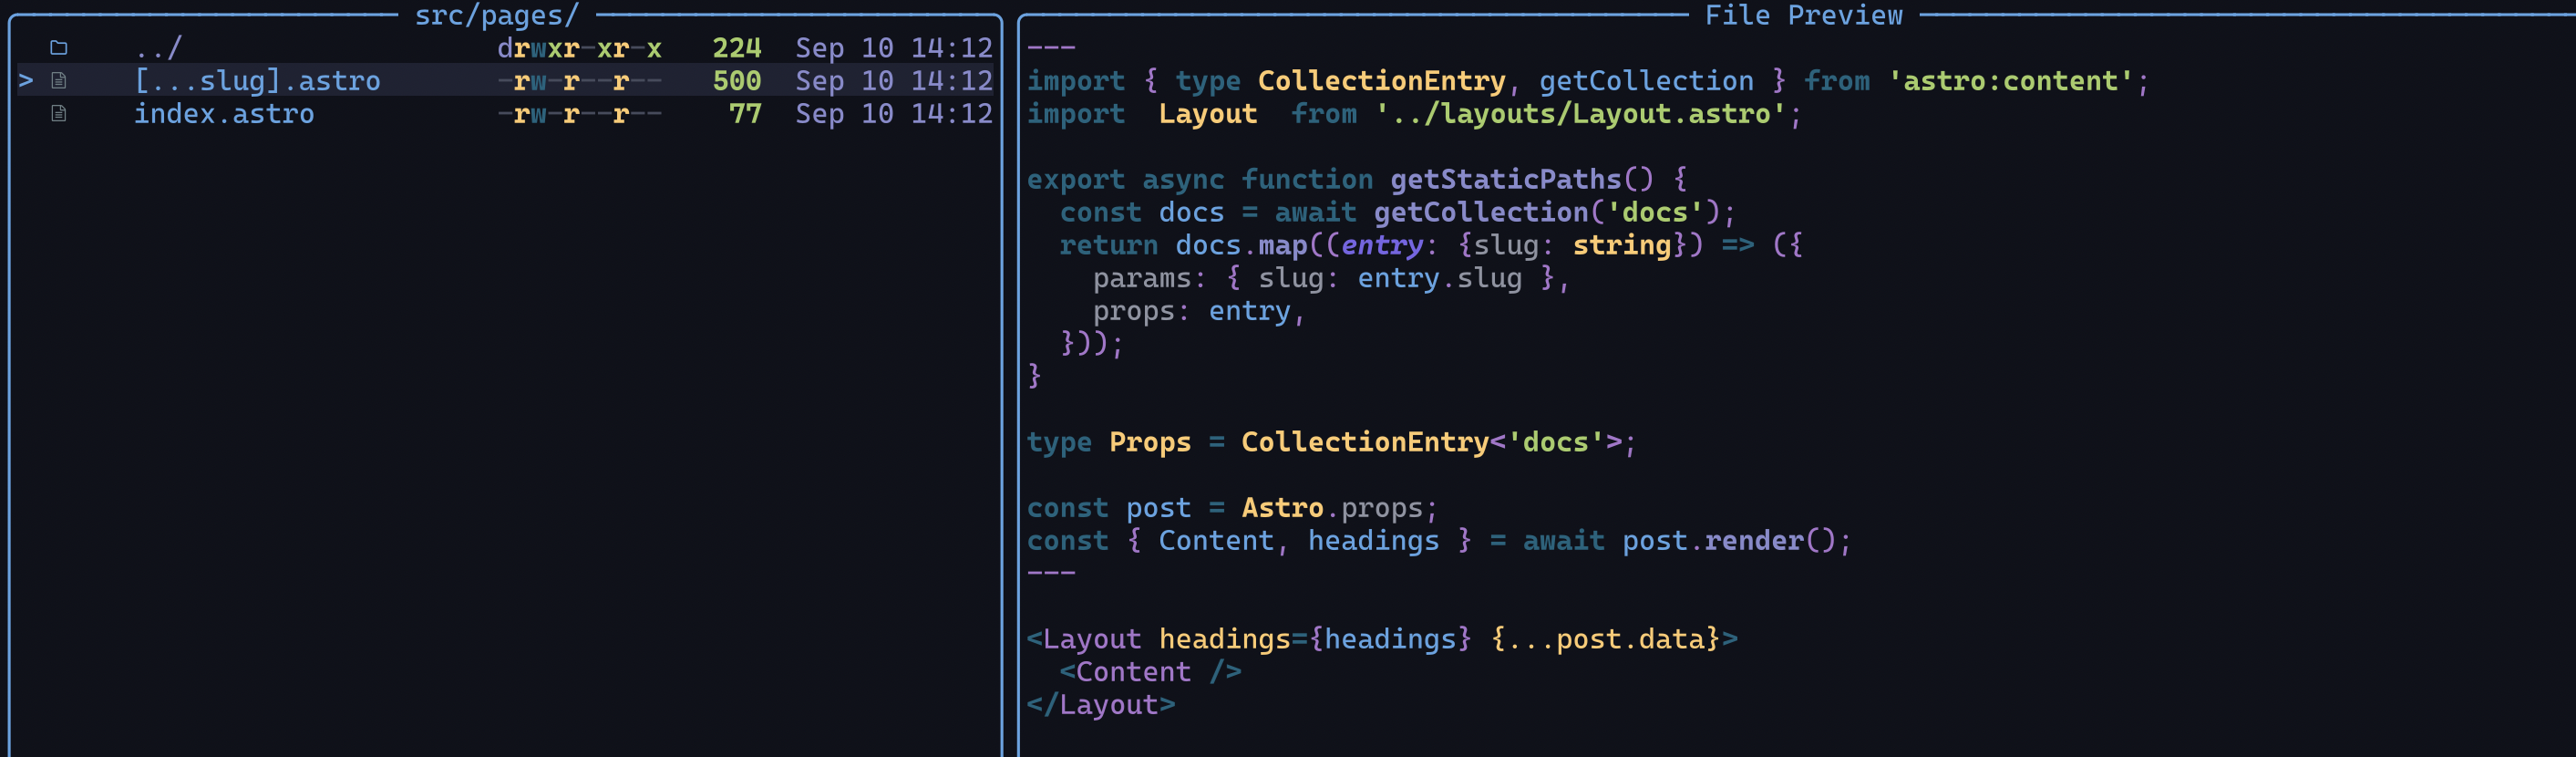 src/pages/
../ drwxr-xr-x 224 Sep 10 14:12
> [...slug].astro -rw-r--r-- 500 Sep 10 14:12
index.astro -rw-r--r-- 77 Sep 10 14:12
File Preview
---
import { type CollectionEntry, getCollection } from 'astro:content';
import  Layout  from '../layouts/Layout.astro';

export async function getStaticPaths() {
  const docs = await getCollection('docs');
  return docs.map((entry: {slug: string}) => ({
    params: { slug: entry.slug },
    props: entry,
  }));
}

type Props = CollectionEntry<'docs'>;

const post = Astro.props;
const { Content, headings } = await post.render();
---

<Layout headings={headings} {...post.data}>
  <Content />
</Layout>